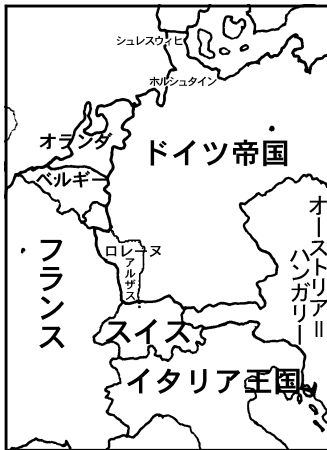 シュレスウィヒ
ホルシュタイン
オランダ
ドイツ帝国
ベルギー
オーストリア＝
ハンガリー
フランス
ロレーヌ
アルザス
スイス
イタリア王国